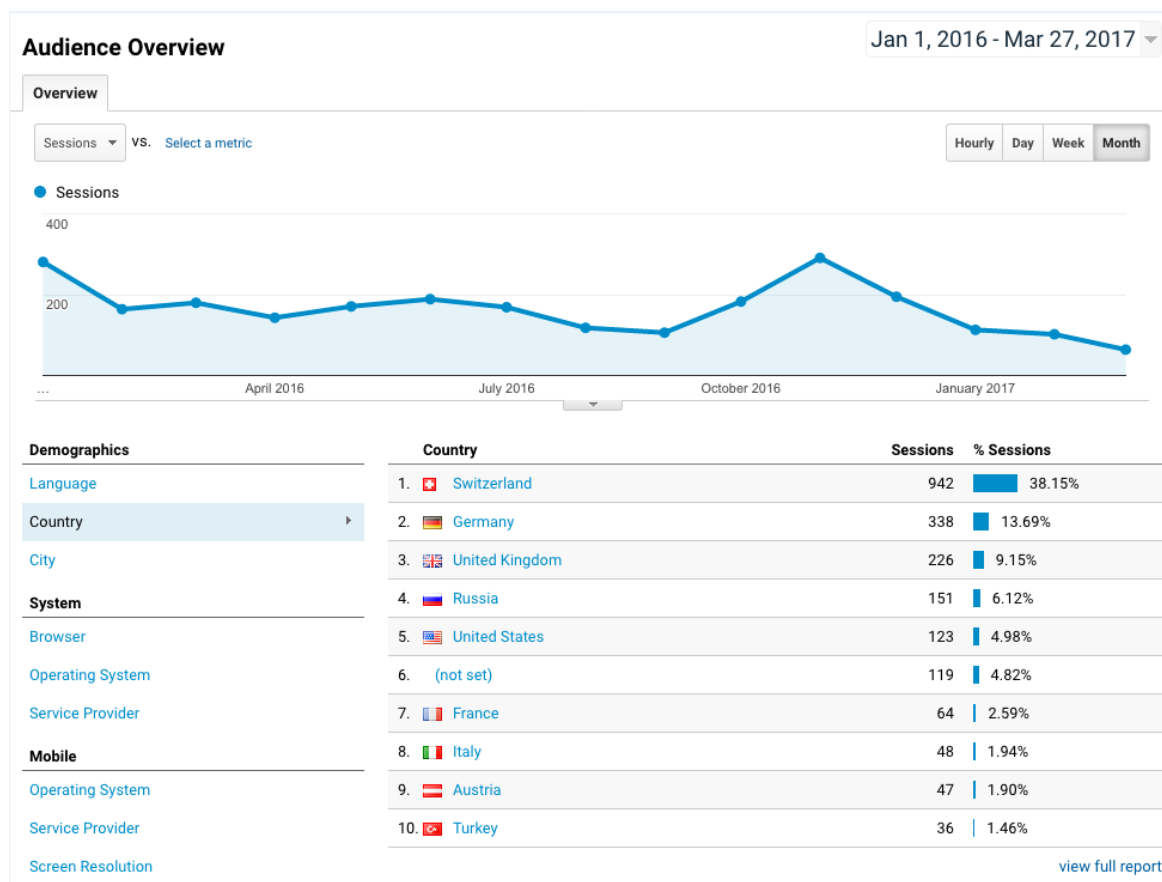 Audience Overview
Jan 1, 2016 - Mar 27, 2017
Overview
Sessions vs. Select a metric
Hourly Day Week Month
Sessions
400
200
... April 2016 July 2016 October 2016 January 2017
Demographics
Language
Country
City
System
Browser
Operating System
Service Provider
Mobile
Operating System
Service Provider
Screen Resolution
Country Sessions % Sessions
1. Switzerland 942 38.15%
2. Germany 338 13.69%
3. United Kingdom 226 9.15%
4. Russia 151 6.12%
5. United States 123 4.98%
6. (not set) 119 4.82%
7. France 64 2.59%
8. Italy 48 1.94%
9. Austria 47 1.90%
10. Turkey 36 1.46%
view full report